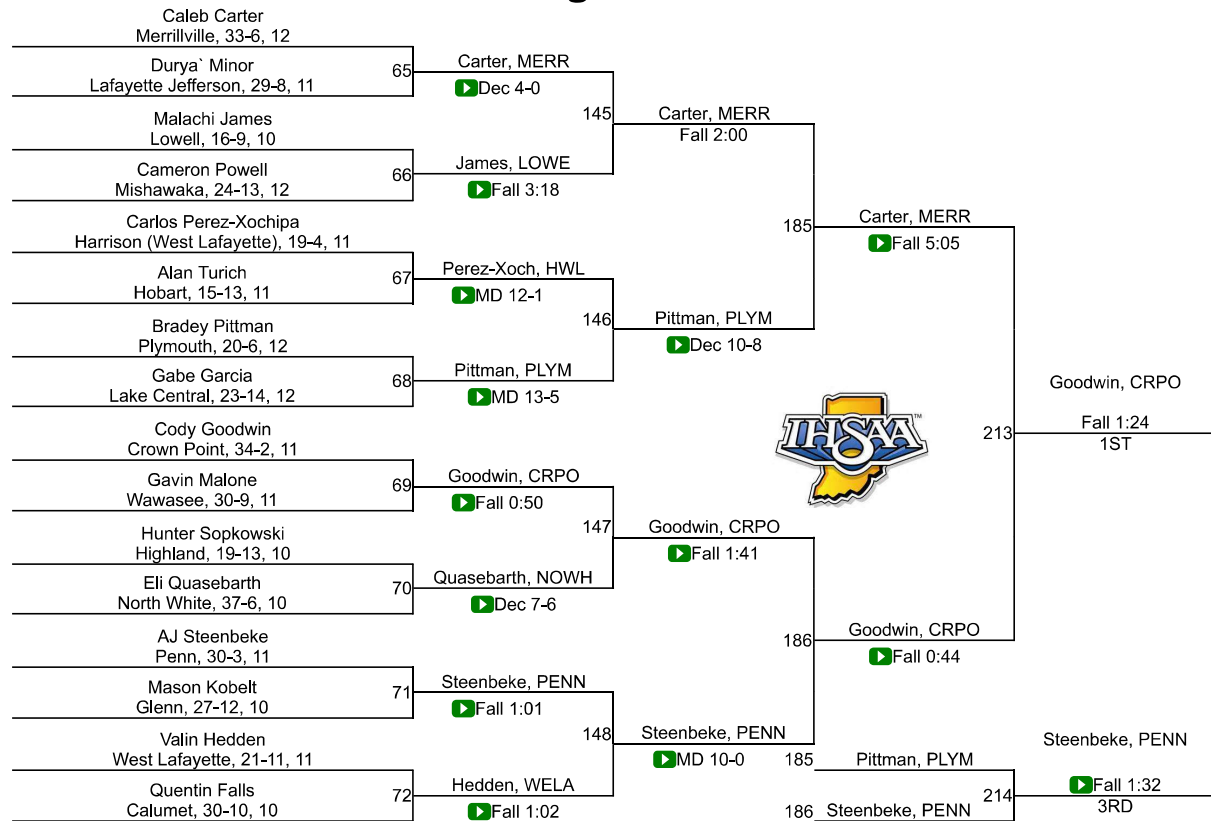 Caleb Carter
Merrillville, 33-6, 12
Durya` Minor
Lafayette Jefferson, 29-8, 11
65
Carter, MERR
Dec 4-0
Malachi James
Lowell, 16-9, 10
Cameron Powell
Mishawaka, 24-13, 12
66
James, LOWE
Fall 3:18
145
Carter, MERR
Fall 2:00
Carlos Perez-Xochipa
Harrison (West Lafayette), 19-4, 11
Alan Turich
Hobart, 15-13, 11
67
Perez-Xoch, HWL
MD 12-1
Bradey Pittman
Plymouth, 20-6, 12
Gabe Garcia
Lake Central, 23-14, 12
68
Pittman, PLYM
MD 13-5
146
Pittman, PLYM
Dec 10-8
185
Carter, MERR
Fall 5:05
Cody Goodwin
Crown Point, 34-2, 11
Gavin Malone
Wawasee, 30-9, 11
69
Goodwin, CRPO
Fall 0:50
Hunter Sopkowski
Highland, 19-13, 10
Eli Quasebarth
North White, 37-6, 10
70
Quasebarth, NOWH
Dec 7-6
147
Goodwin, CRPO
Fall 1:41
AJ Steenbeke
Penn, 30-3, 11
Mason Kobelt
Glenn, 27-12, 10
71
Steenbeke, PENN
Fall 1:01
Valin Hedden
West Lafayette, 21-11, 11
Quentin Falls
Calumet, 30-10, 10
72
Hedden, WELA
Fall 1:02
148
Steenbeke, PENN
MD 10-0
186
Goodwin, CRPO
Fall 0:44
IHSAA
TM
213
Goodwin, CRPO
Fall 1:24
1ST
185
Pittman, PLYM
186
Steenbeke, PENN
214
Steenbeke, PENN
Fall 1:32
3RD